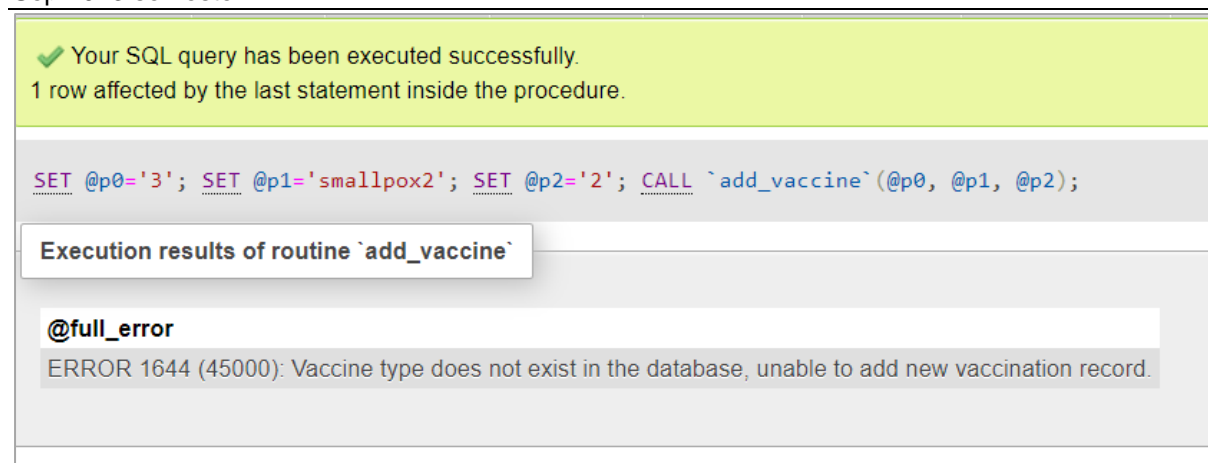 Your SQL query has been executed successfully.
1 row affected by the last statement inside the procedure.
SET @p0='3'; SET @p1='smallpox2'; SET @p2='2'; CALL `add_vaccine`(@p0, @p1, @p2);
Execution results of routine `add_vaccine`
@full_error
ERROR 1644 (45000): Vaccine type does not exist in the database, unable to add new vaccination record.